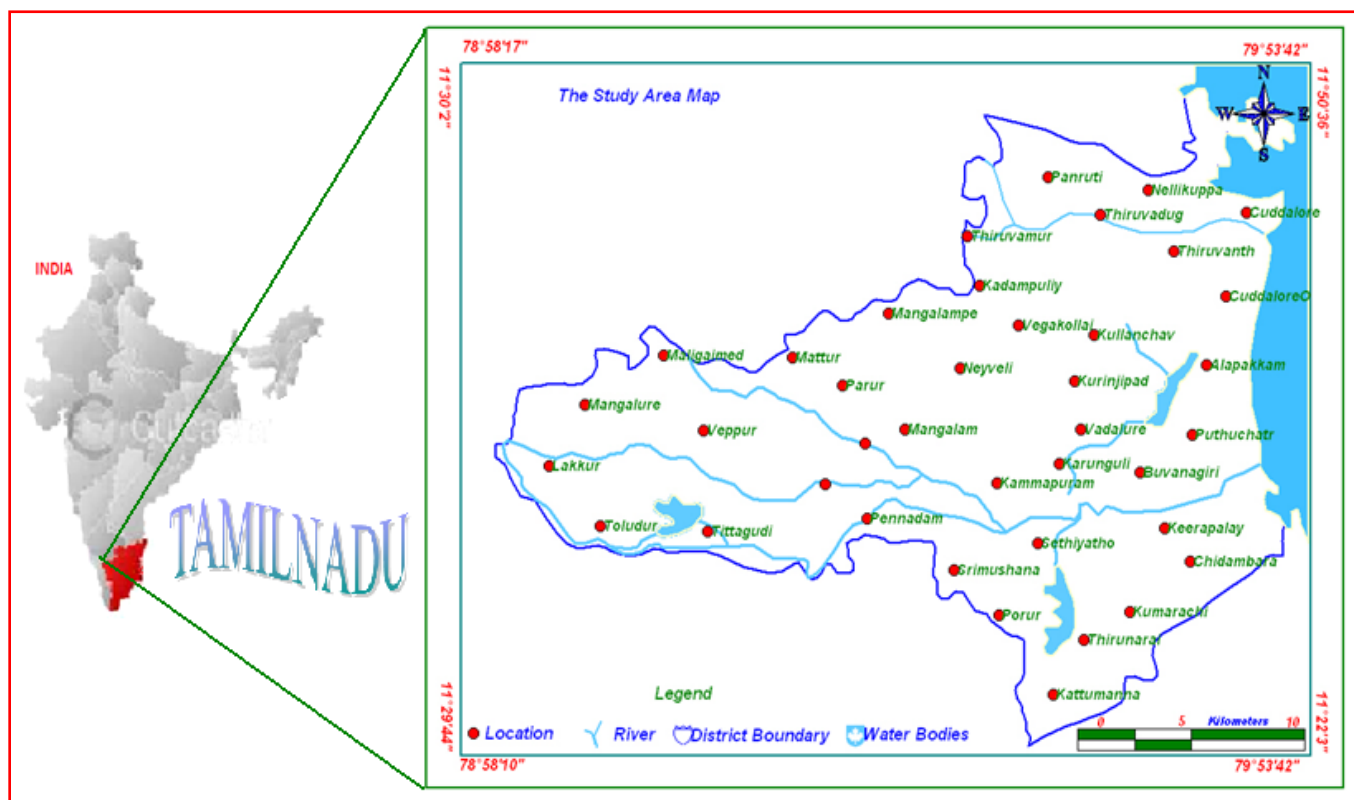 INDIA
TAMILNADU
78°58'17"
79°53'42"
11°30'2"
11°50'36"
The Study Area Map
N
W E
S
Panruti
Nellikuppa
Thiruvadug
Cuddalore
Thiruvamur
Thiruvanth
Kadampuliy
CuddaloreO
Mangalampe
Vegakollai
Kullanchav
Maligaimed
Mattur
Alapakkam
Neyveli
Parur
Kurinjipad
Mangalure
Veppur
Mangalam
Vadalure
Puthuchatr
Lakkur
Karunguli
Buvanagiri
Kammapuram
Pennadam
Toludur
Tittagudi
Keerapalay
Sethiyatho
Chidambara
Srimushana
Porur
Kumarachi
Thirunarai
Kattumanna
Legend
Location River District Boundary Water Bodies
0 5 Kilometers 10
11°29'44"
11°22'3"
78°58'10"
79°53'42"